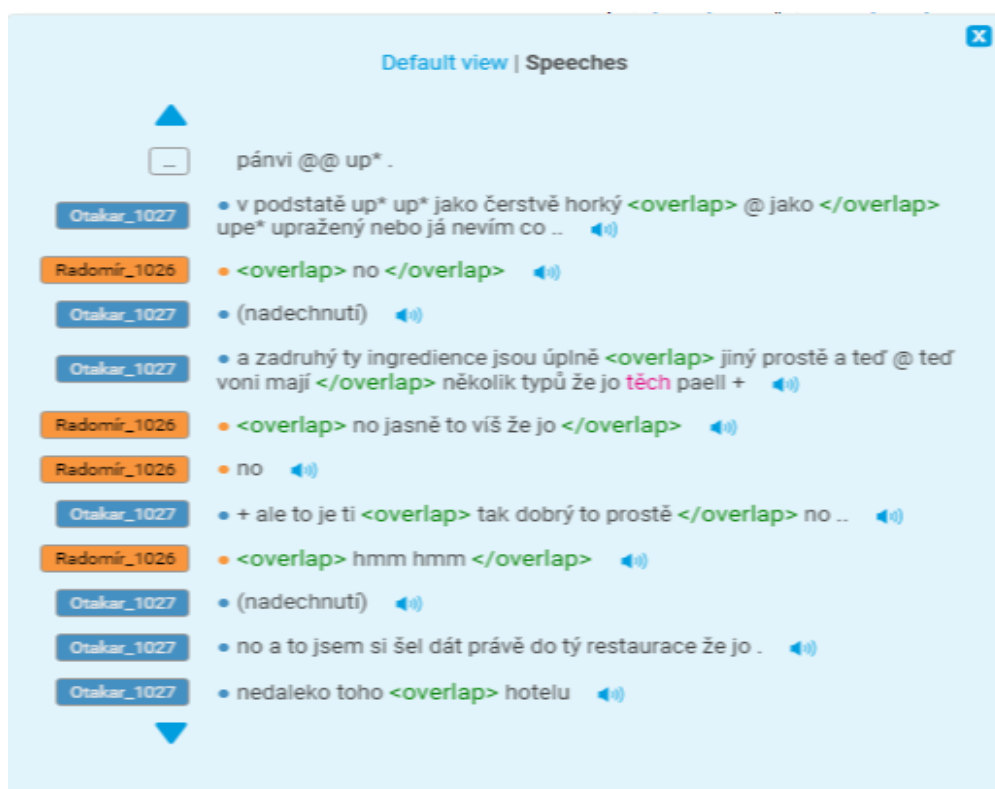 Default view | Speeches
... pánvi @@ up* .
Otakar_1027 • v podstatě up* up* jako čerstvě horký <overlap> @ jako </overlap>
upe* upražený nebo já nevím co ..
Radomír_1026 • <overlap> no </overlap>
Otakar_1027 • (nadechnutí)
Otakar_1027 • a zadruhý ty ingredience jsou úplně <overlap> jiný prostě a teď @ teď
voni mají </overlap> několik typů že jo těch paell +
Radomír_1026 • <overlap> no jasně to víš že jo </overlap>
Radomír_1026 • no
Otakar_1027 • + ale to je ti <overlap> tak dobrý to prostě </overlap> no ..
Radomír_1026 • <overlap> hmm hmm </overlap>
Otakar_1027 • (nadechnutí)
Otakar_1027 • no a to jsem si šel dát právě do tý restaurace že jo .
Otakar_1027 • nedaleko toho <overlap> hotelu